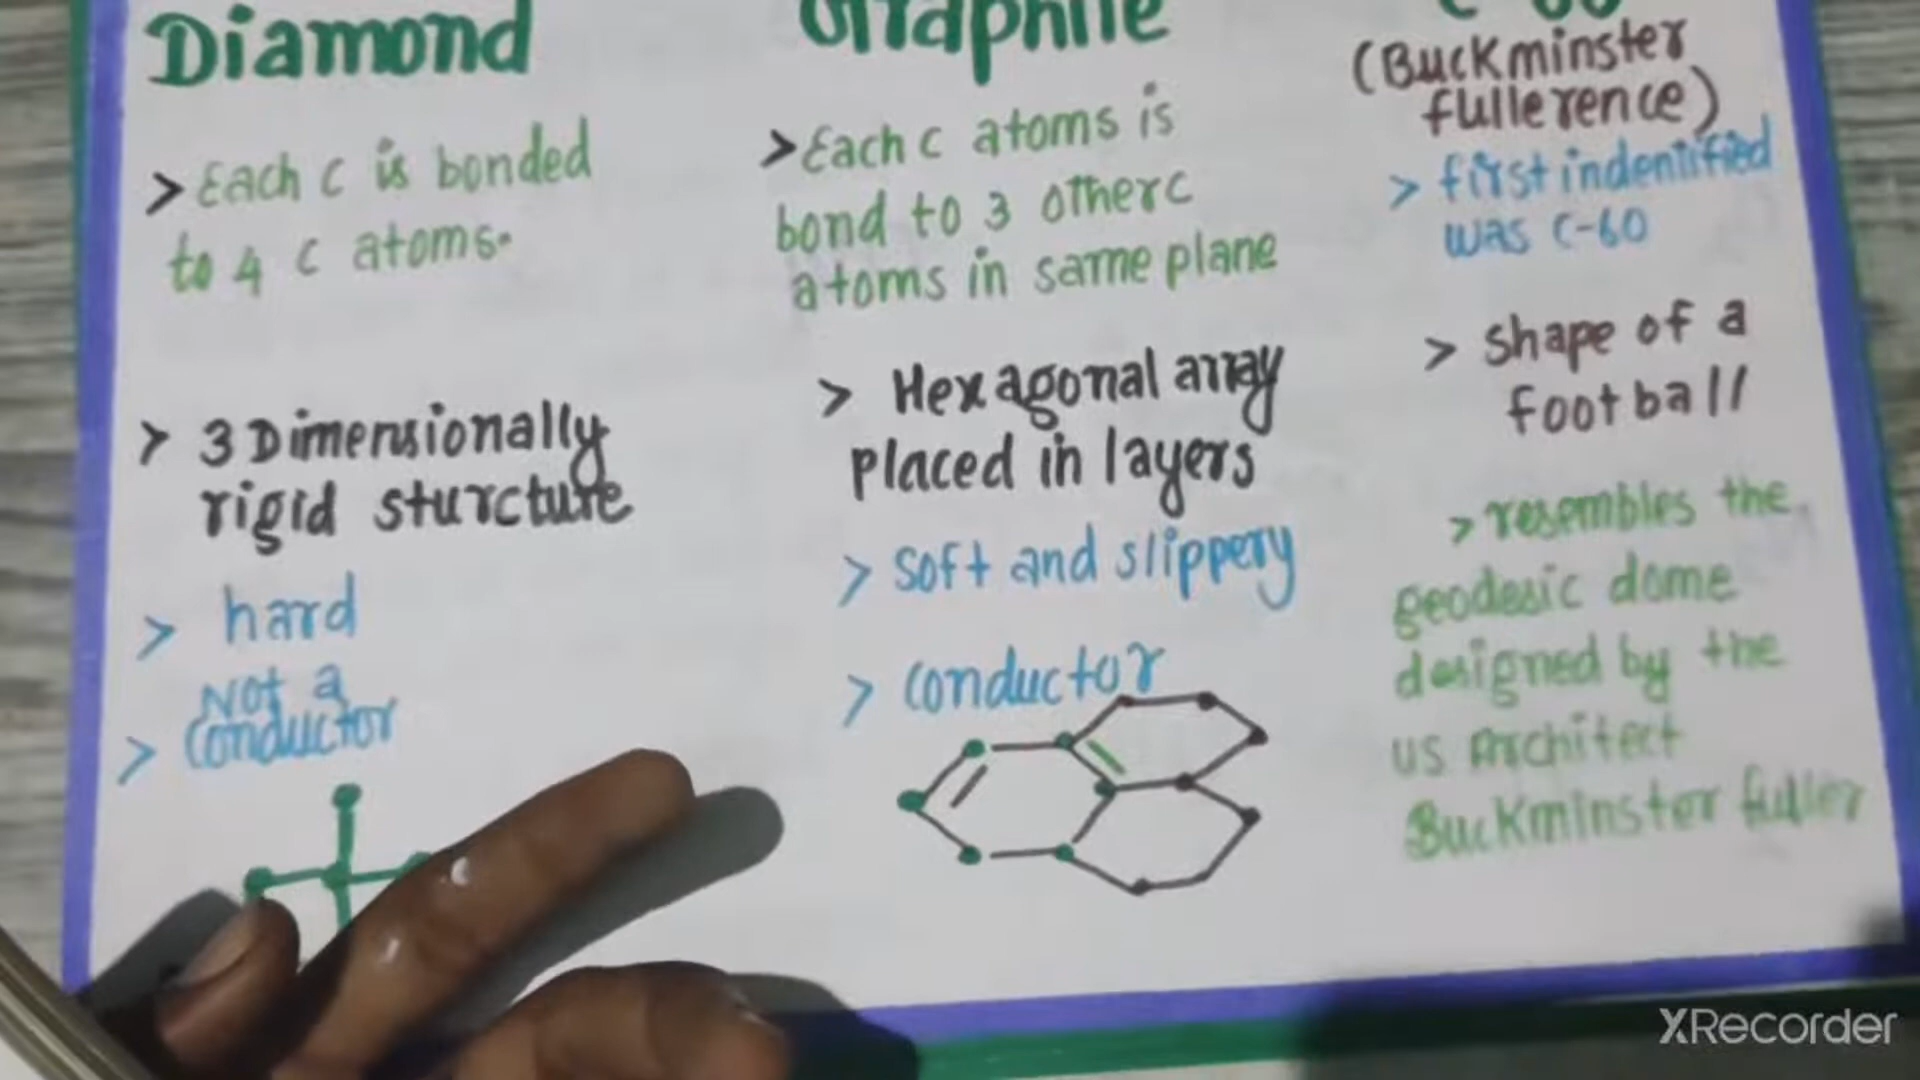 Diamond
> Each C is bonded
to 4 C atoms.
> 3 Dimensionally
rigid sturcture
> hard
Not a
> Conductor
Graphite
> Each C atoms is
bond to 3 other C
atoms in same plane
> Hexagonal array
placed in layers
> soft and slippery
> conductor
C-60
(Buckminster
fullerence)
> first indentified
was C-60
> shape of a
football
> resembles the
geodesic dome
designed by the
US Architect
Buckminster fuller
XRecorder